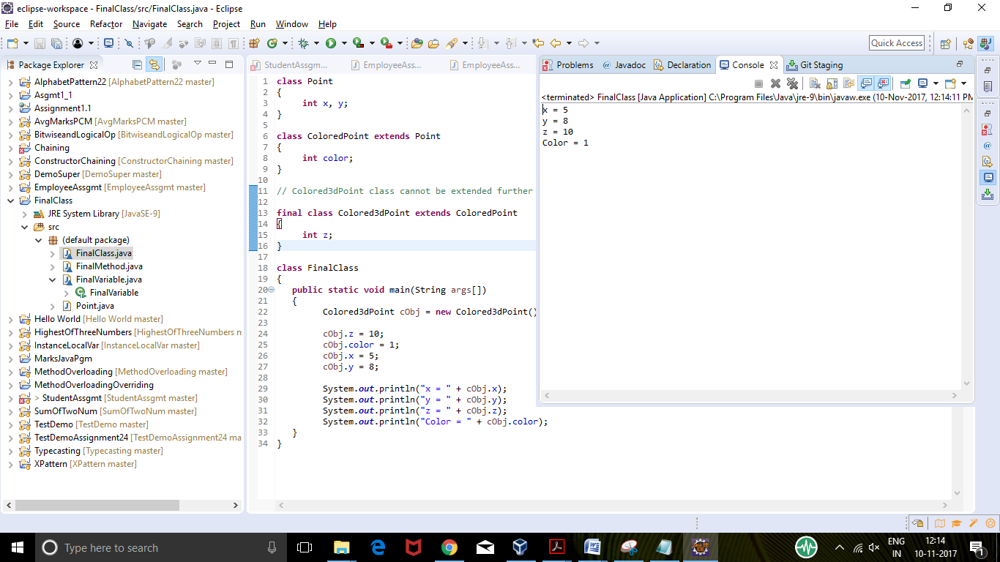 eclipse-workspace - FinalClass/src/FinalClass.java - Eclipse
File Edit Source Refactor Navigate Search Project Run Window Help
Quick Access
Package Explorer
AlphabetPattern22 [AlphabetPattern22 master]
Asgmt1_1
Assignment1.1
AvgMarksPCM [AvgMarksPCM master]
BitwiseandLogicalOp [BitwiseandLogicalOp master]
Chaining
ConstructorChaining [ConstructorChaining master]
DemoSuper [DemoSuper master]
EmployeeAssgmt [EmployeeAssgmt master]
FinalClass
JRE System Library [JavaSE-9]
src
(default package)
FinalClass.java
FinalMethod.java
FinalVariable.java
FinalVariable
Point.java
Hello World [Hello World master]
HighestOfThreeNumbers [HighestOfThreeNumbers m
InstanceLocalVar [InstanceLocalVar master]
MarksJavaPgm
MethodOverloading [MethodOverloading master]
MethodOverloadingOverriding
> StudentAssgmt [StudentAssgmt master]
SumOfTwoNum [SumOfTwoNum master]
TestDemo [TestDemo master]
TestDemoAssignment24 [TestDemoAssignment24 ma
Typecasting [Typecasting master]
XPattern [XPattern master]
StudentAssgm... EmployeeAss... EmployeeAss...
1 class Point
2 {
3 int x, y;
4 }
5
6 class ColoredPoint extends Point
7 {
8 int color;
9 }
10
11 // Colored3dPoint class cannot be extended further
12
13 final class Colored3dPoint extends ColoredPoint
14 {
15 int z;
16 }
17
18 class FinalClass
19 {
20 public static void main(String args[])
21 {
22 Colored3dPoint cObj = new Colored3dPoint()
23
24 cObj.z = 10;
25 cObj.color = 1;
26 cObj.x = 5;
27 cObj.y = 8;
28
29 System.out.println("x = " + cObj.x);
30 System.out.println("y = " + cObj.y);
31 System.out.println("z = " + cObj.z);
32 System.out.println("Color = " + cObj.color);
33 }
34 }
Problems @ Javadoc Declaration Console Git Staging
<terminated> FinalClass [Java Application] C:\Program Files\Java\jre-9\bin\javaw.exe (10-Nov-2017, 12:14:11 PM
x = 5
y = 8
z = 10
Color = 1
Type here to search
ENG
IN
12:14
10-11-2017
1